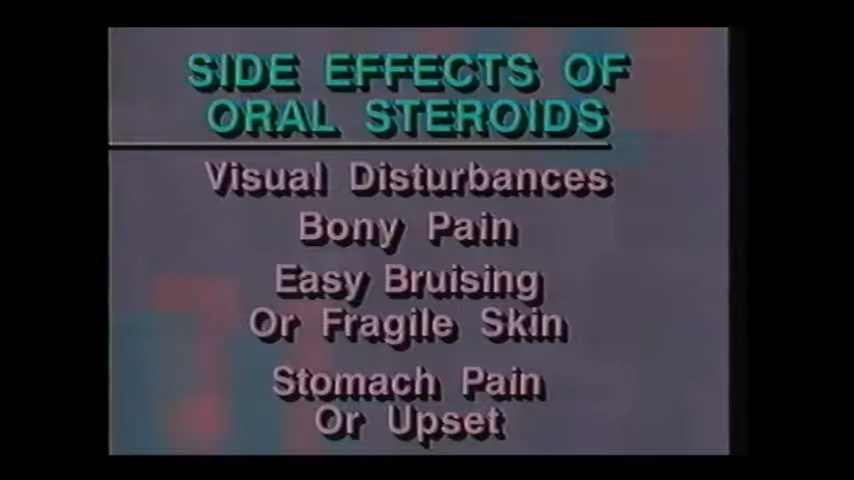 SIDE EFFECTS OF
ORAL STEROIDS
Visual Disturbances
Bony Pain
Easy Bruising
Or Fragile Skin
Stomach Pain
Or Upset